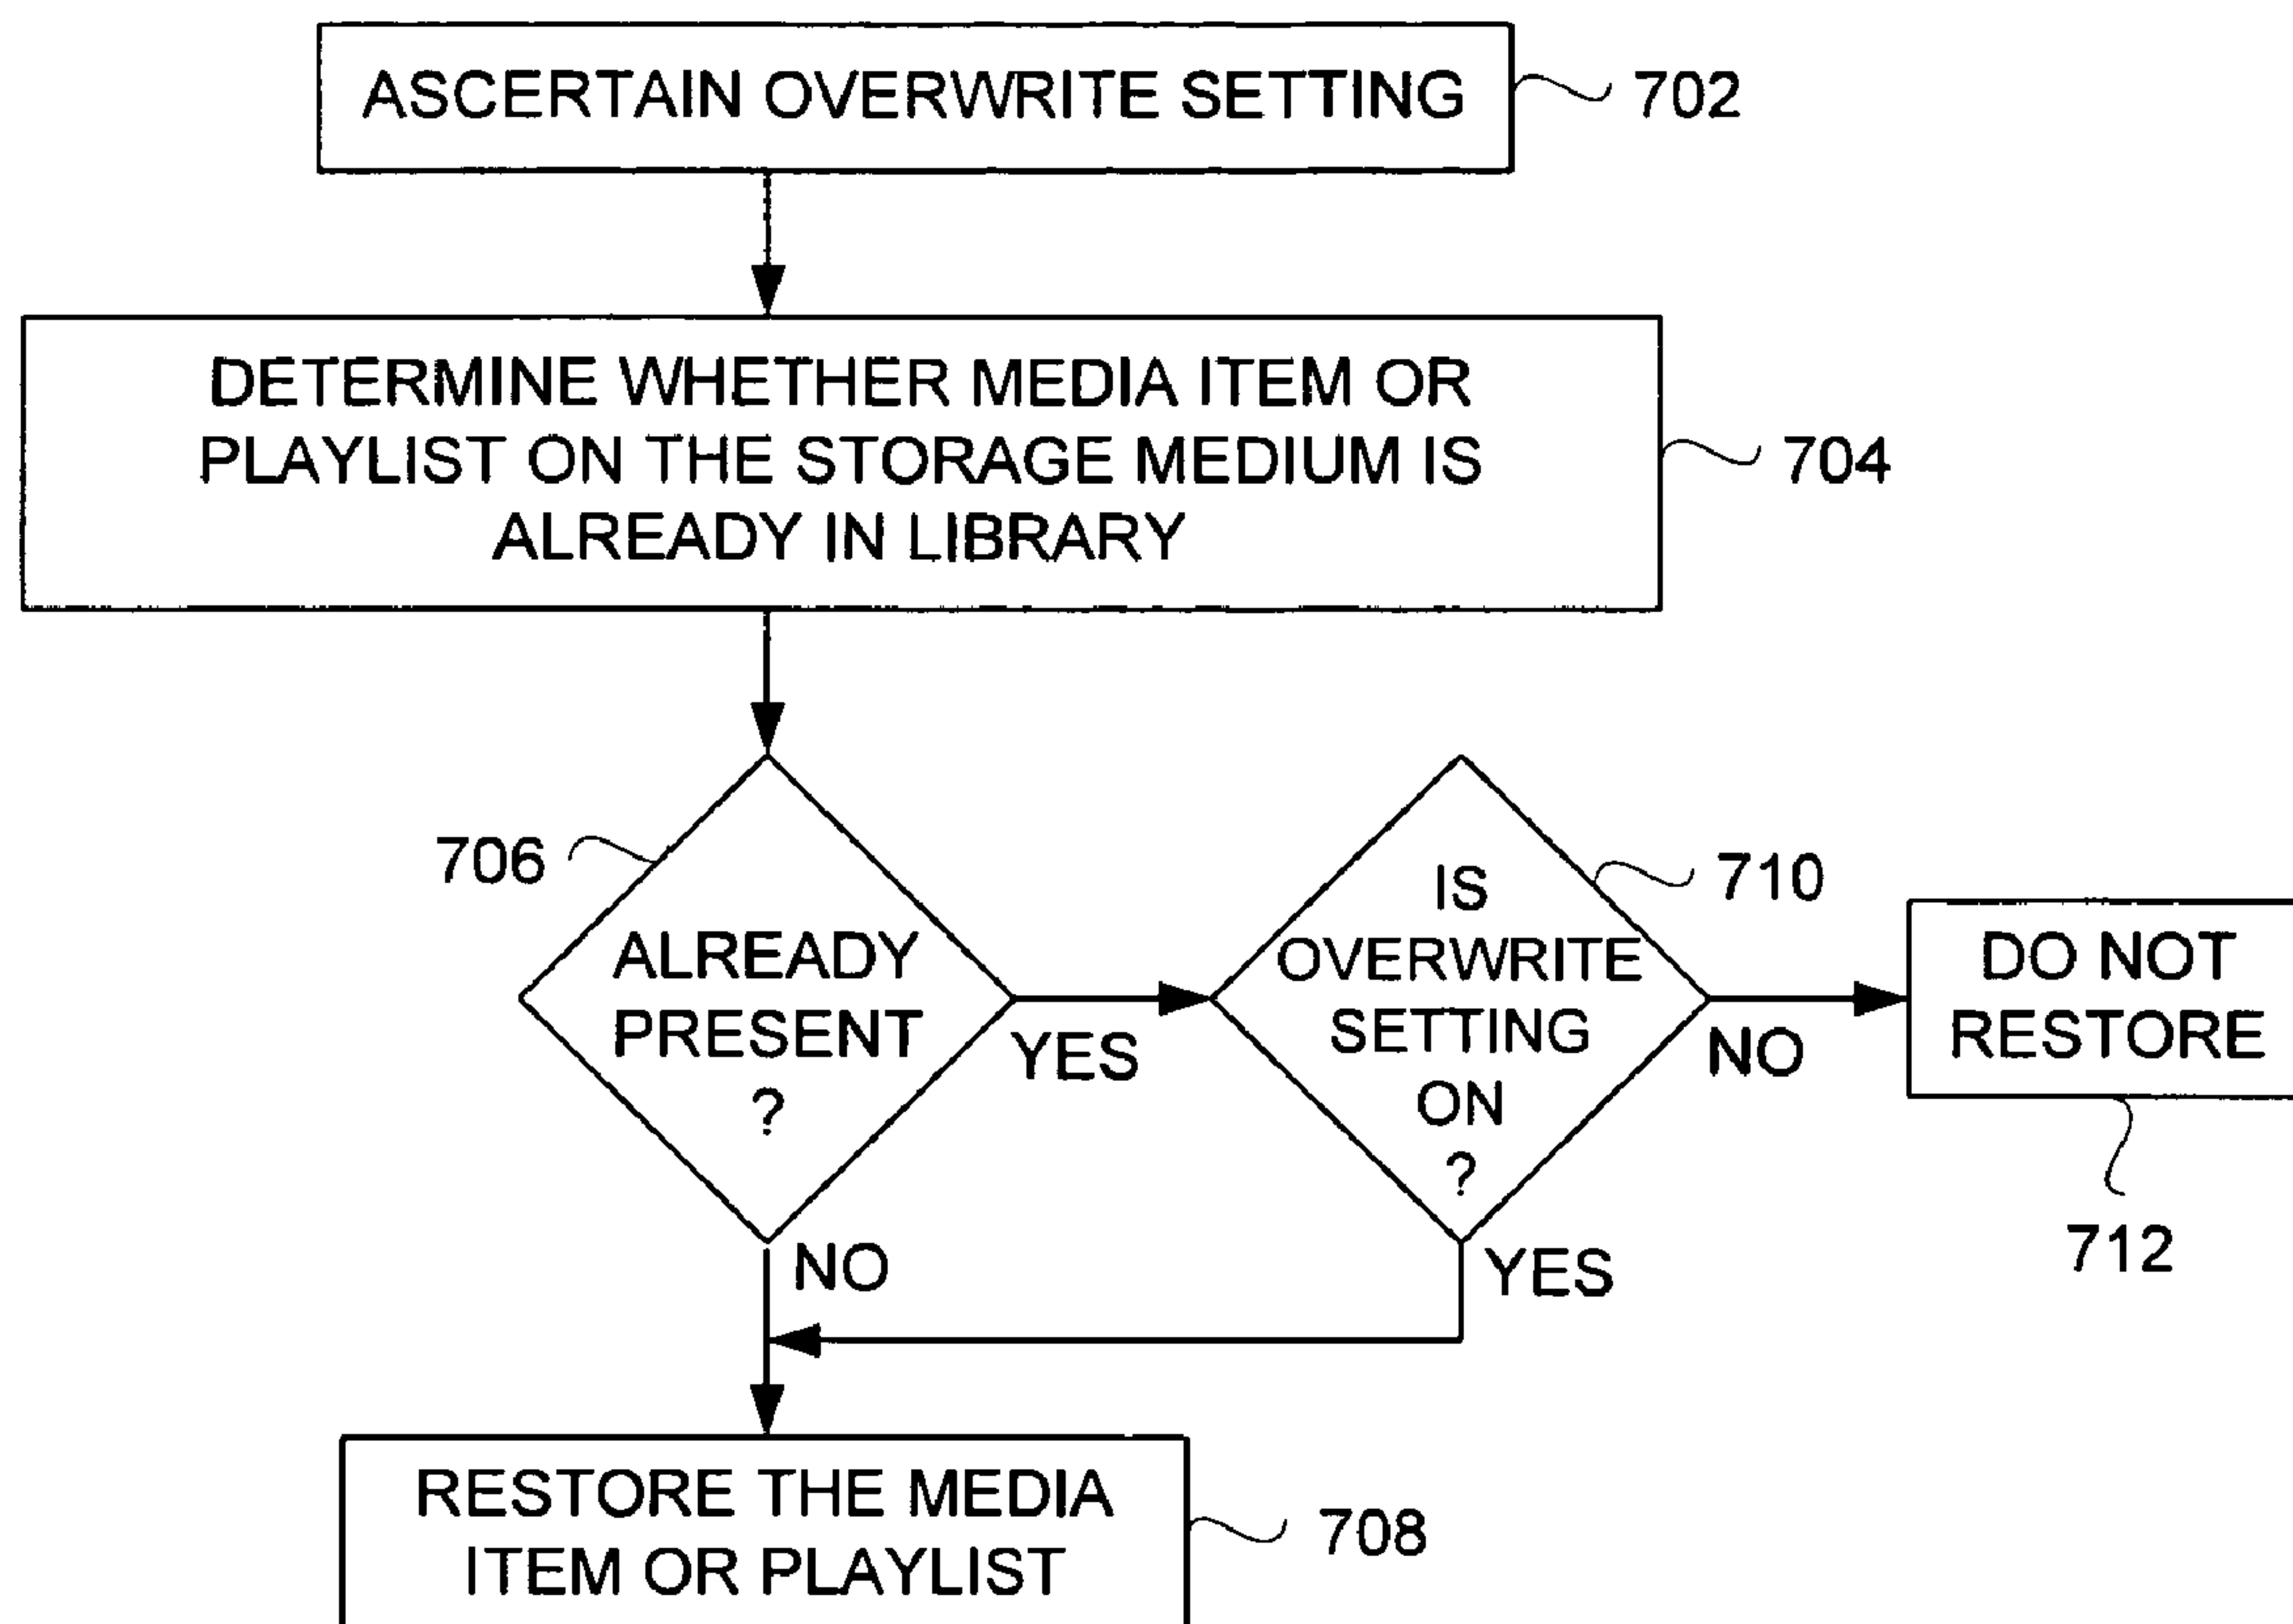 ASCERTAIN OVERWRITE SETTING
702
DETERMINE WHETHER MEDIA ITEM OR
PLAYLIST ON THE STORAGE MEDIUM IS
ALREADY IN LIBRARY
704
706
ALREADY
PRESENT
?
YES
NO
710
IS
OVERWRITE
SETTING
ON
?
NO
YES
DO NOT
RESTORE
712
RESTORE THE MEDIA
ITEM OR PLAYLIST
708